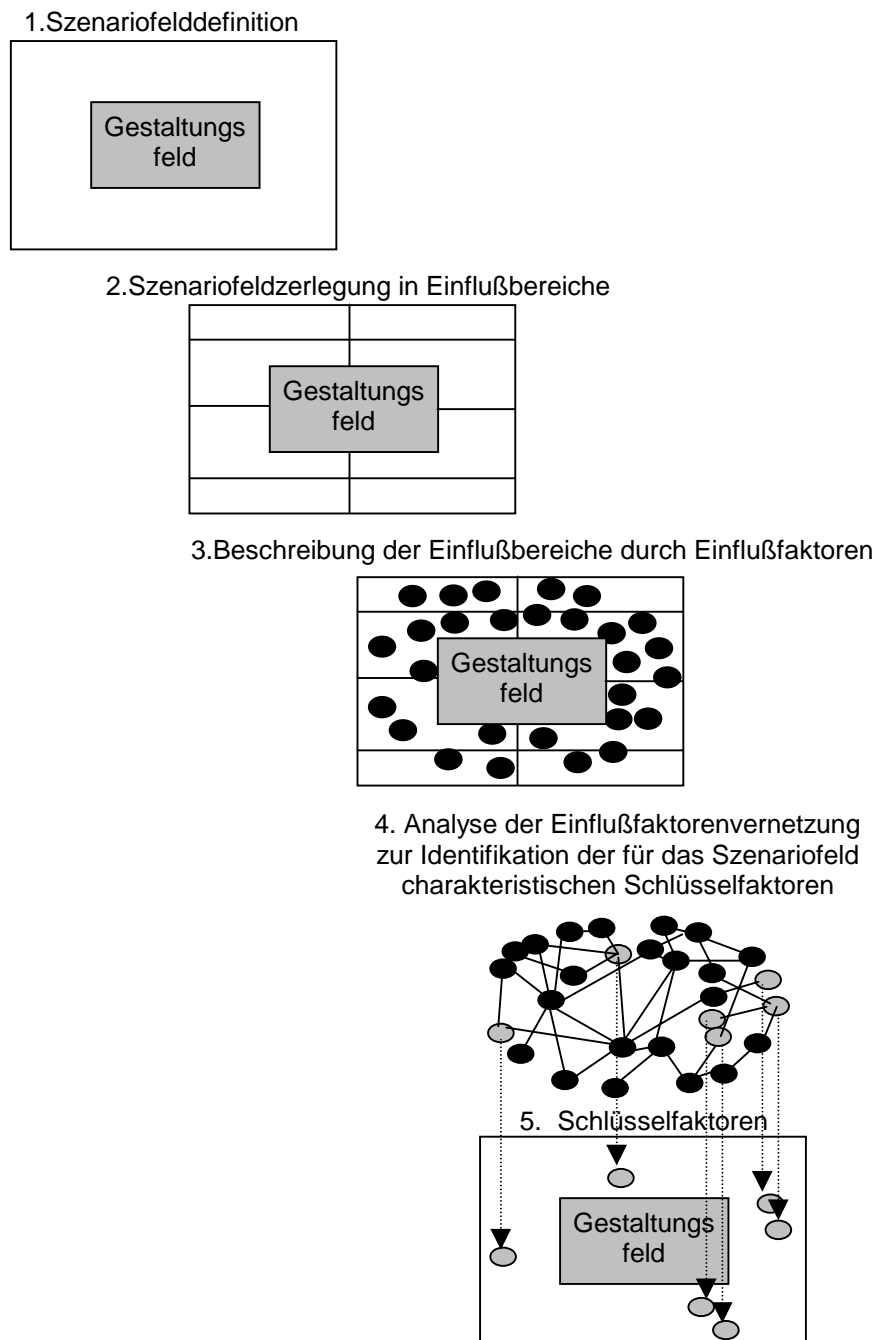 1.Szenariofelddefinition
Gestaltungs
feld
2.Szenariofeldzerlegung in Einflußbereiche
Gestaltungs
feld
3.Beschreibung der Einflußbereiche durch Einflußfaktoren
Gestaltungs
feld
4. Analyse der Einflußfaktorenvernetzung
zur Identifikation der für das Szenariofeld
charakteristischen Schlüsselfaktoren
5. Schlüsselfaktoren
Gestaltungs
feld